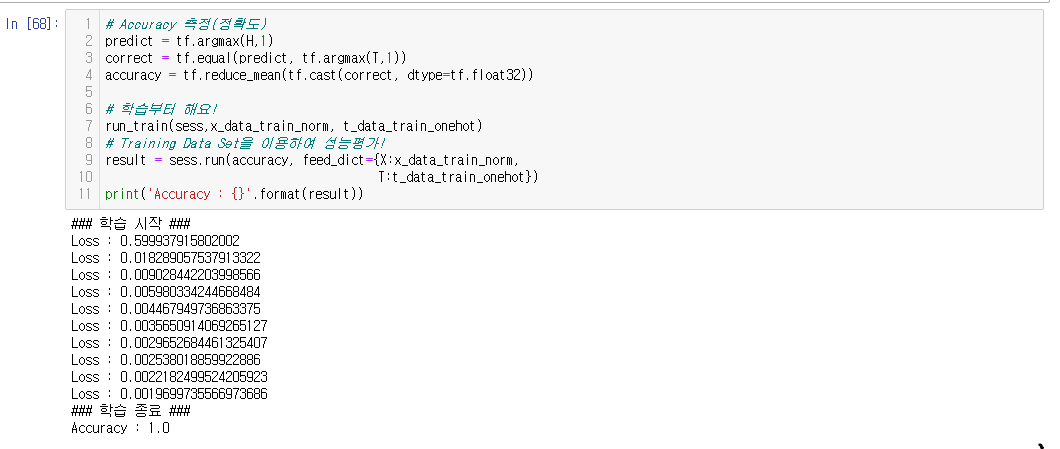 In [68]:
1 # Accuracy 측정(정확도)
2 predict = tf.argmax(H,1)
3 correct = tf.equal(predict, tf.argmax(T,1))
4 accuracy = tf.reduce_mean(tf.cast(correct, dtype=tf.float32))
5
6 # 학습부터 해요!
7 run_train(sess,x_data_train_norm, t_data_train_onehot)
8 # Training Data Set을 이용하여 성능평가!
9 result = sess.run(accuracy, feed_dict={X:x_data_train_norm,
10 T:t_data_train_onehot})
11 print('Accuracy : {}'.format(result))
### 학습 시작 ###
Loss : 0.599937915802002
Loss : 0.018289057537913322
Loss : 0.009028442203998566
Loss : 0.005980334244668484
Loss : 0.004467949736863375
Loss : 0.0035650914069265127
Loss : 0.0029652684461325407
Loss : 0.002538018859922886
Loss : 0.0022182499524205923
Loss : 0.0019699735566973686
### 학습 종료 ###
Accuracy : 1.0